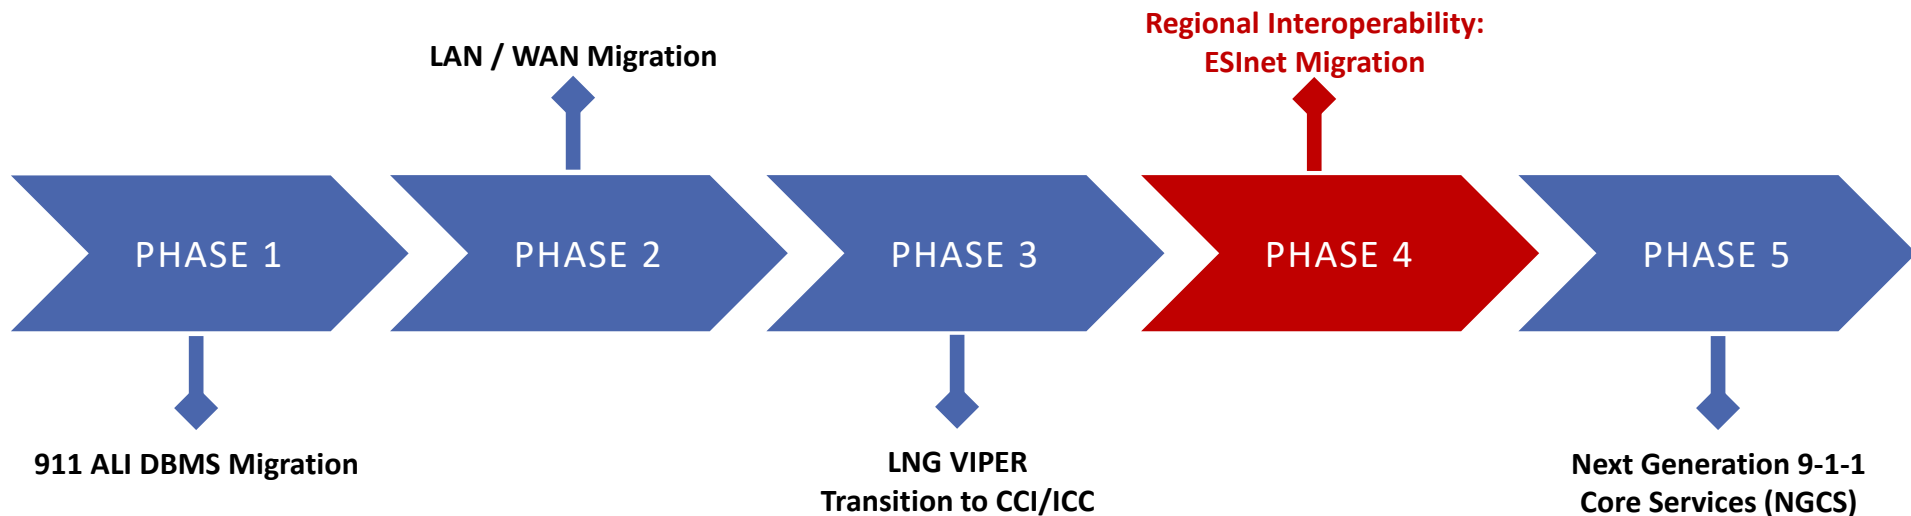 Regional Interoperability:
ESInet Migration
LAN / WAN Migration
PHASE 1
PHASE 2
PHASE 3
PHASE 4
PHASE 5
911 ALI DBMS Migration
LNG VIPER
Transition to CCI/ICC
Next Generation 9-1-1
Core Services (NGCS)